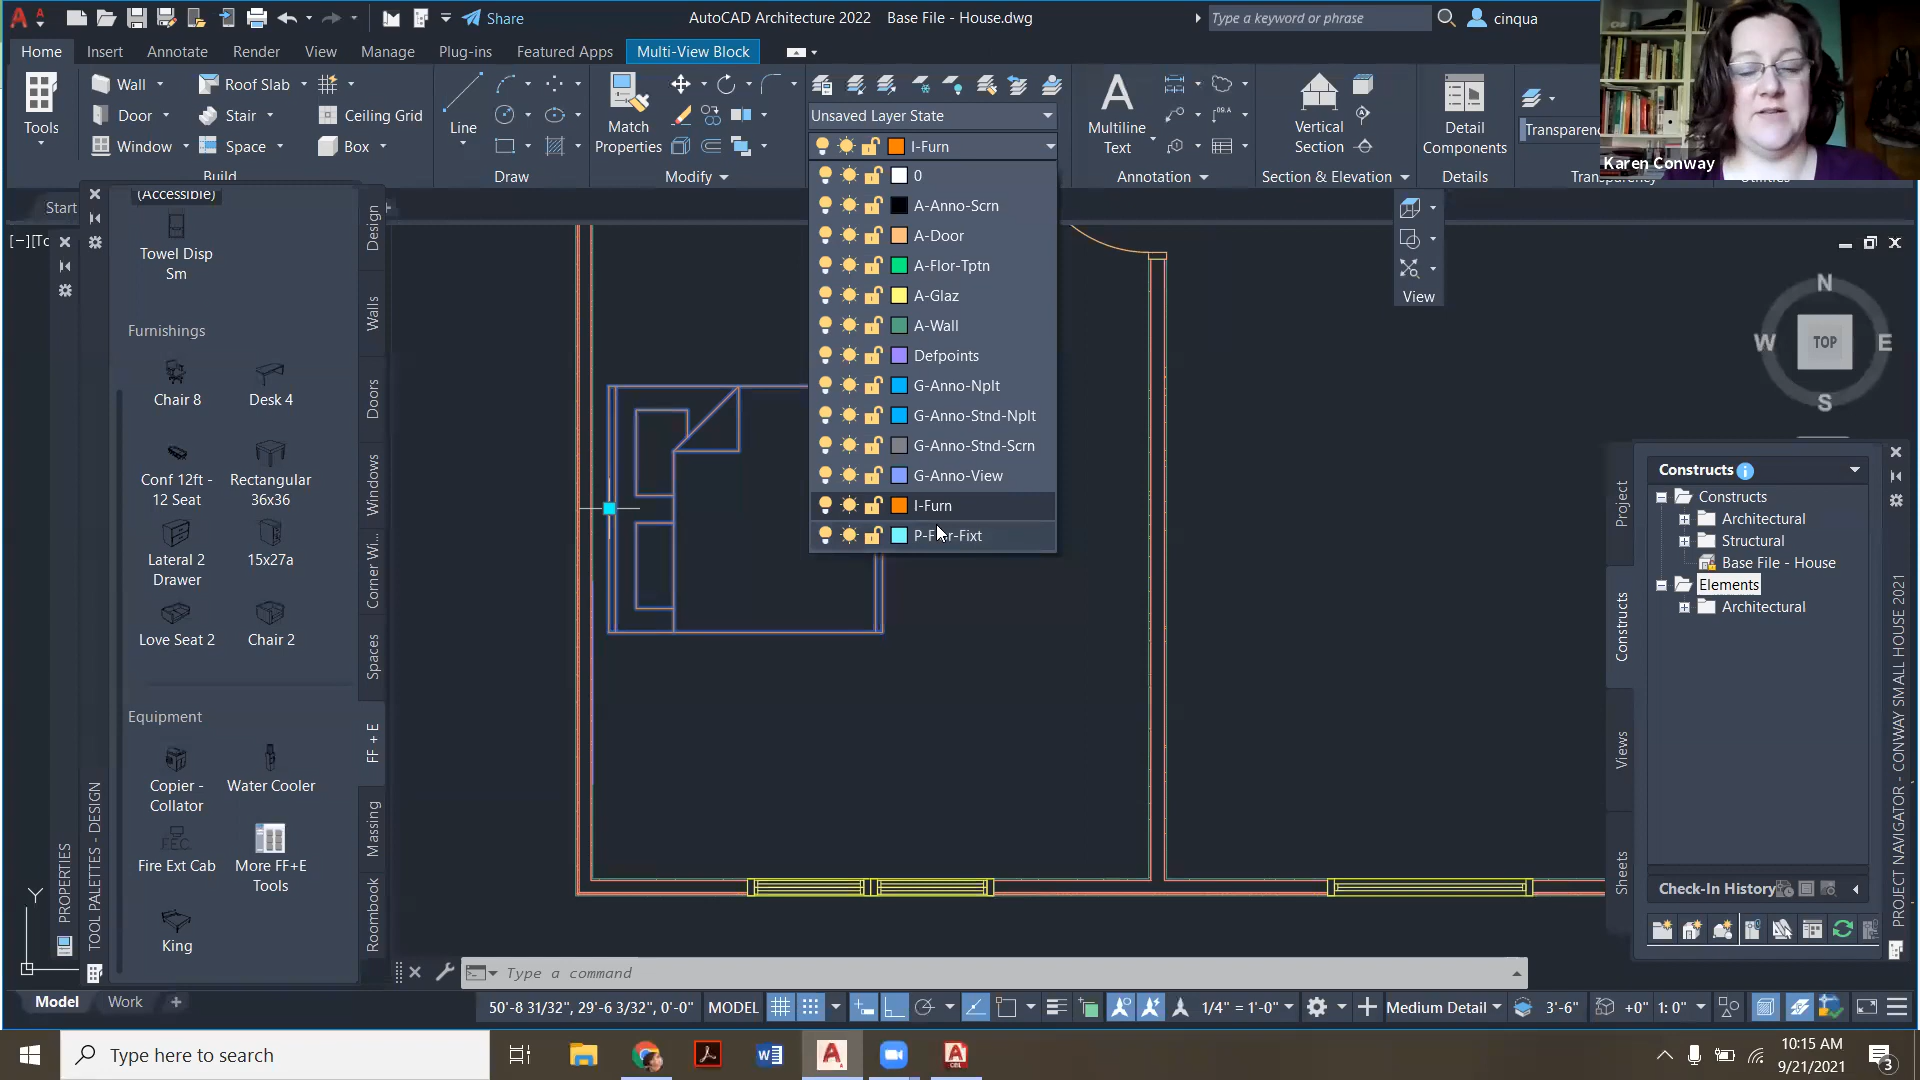 Share
AutoCAD Architecture 2022 Base File - House.dwg
Type a keyword or phrase
cinqua
Home Insert Annotate Render View Manage Plug-ins Featured Apps Multi-View Block
Tools
Wall
Door
Window
Roof Slab
Stair
Space
Ceiling Grid
Box
Build
Line
Draw
Match Properties
Modify
Unsaved Layer State
I-Furn
Multiline Text
Annotation
Vertical Section
Section & Elevation
Detail Components
Details
Karen Conway
0
A-Anno-Scrn
A-Door
A-Flor-Tptn
A-Glaz
A-Wall
Defpoints
G-Anno-Nplt
G-Anno-Stnd-Nplt
G-Anno-Stnd-Scrn
G-Anno-View
I-Furn
Start
(Accessible)
Towel Disp Sm
Furnishings
Chair 8
Desk 4
Conf 12ft - 12 Seat
Rectangular 36x36
Lateral 2 Drawer
15x27a
Love Seat 2
Chair 2
Equipment
Copier - Collator
Water Cooler
Fire Ext Cab
More FF+E Tools
King
Design
Walls
Doors
Windows
Corner Wi...
Spaces
FF + E
Massing
Roombook
PROPERTIES
TOOL PALETTES - DESIGN
View
N
W TOP E
S
Constructs
Constructs
Architectural
Structural
Base File - House
Elements
Architectural
Check-In History
Project
Constructs
Views
Sheets
PROJECT NAVIGATOR - CONWAY SMALL HOUSE 2021
Y
Type a command
Model Work +
50'-8 31/32", 29'-6 3/32", 0'-0" MODEL 1/4" = 1'-0" Medium Detail 3'-6" +0" 1: 0"
Type here to search
10:15 AM
9/21/2021
3